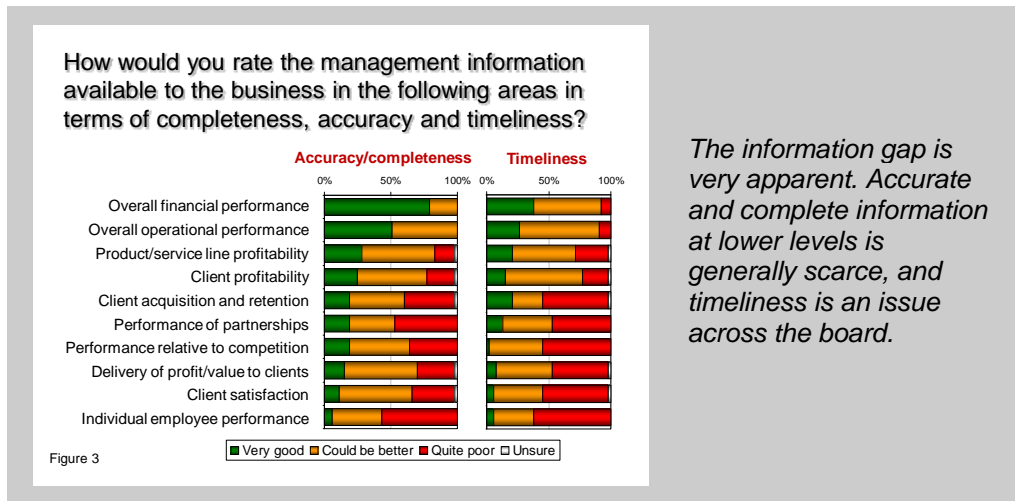 How would you rate the management information
available to the business in the following areas in
terms of completeness, accuracy and timeliness?
Accuracy/completeness Timeliness
0% 50% 100% 0% 50% 100%
Overall financial performance
Overall operational performance
Product/service line profitability
Client profitability
Client acquisition and retention
Performance of partnerships
Performance relative to competition
Delivery of profit/value to clients
Client satisfaction
Individual employee performance
Very good Could be better Quite poor Unsure
Figure 3
The information gap is
very apparent. Accurate
and complete information
at lower levels is
generally scarce, and
timeliness is an issue
across the board.